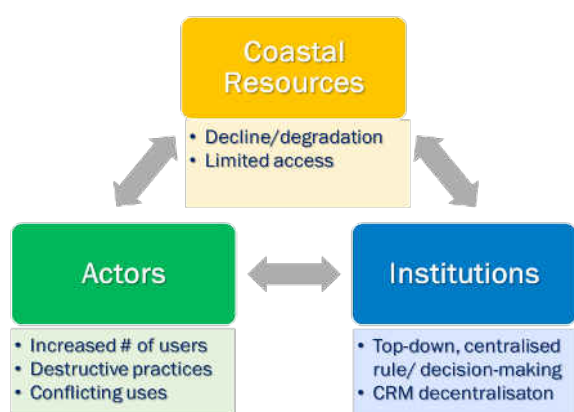 Coastal
Resources
• Decline/degradation
• Limited access
Actors
• Increased # of users
• Destructive practices
• Conflicting uses
Institutions
• Top-down, centralised
rule/ decision-making
• CRM decentralisaton